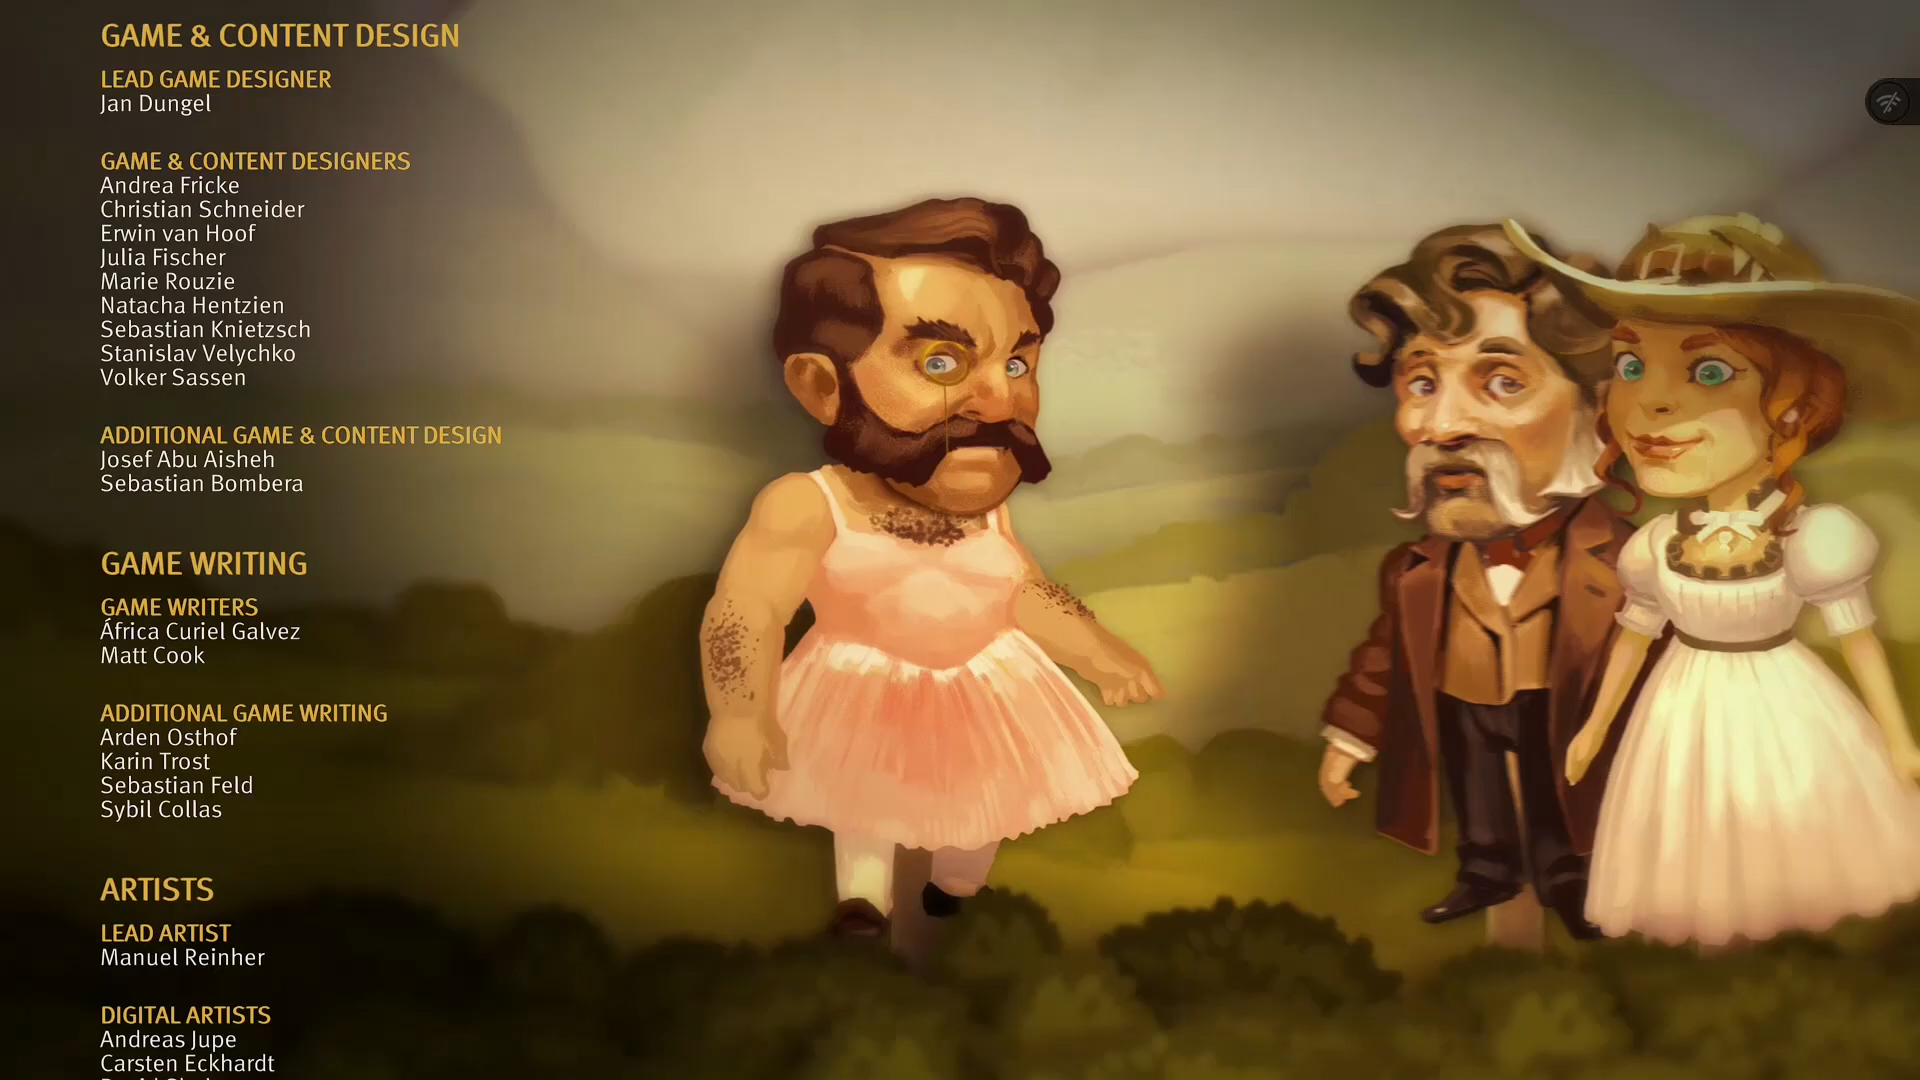 GAME & CONTENT DESIGN
LEAD GAME DESIGNER
Jan Dungel
GAME & CONTENT DESIGNERS
Andrea Fricke
Christian Schneider
Erwin van Hoof
Julia Fischer
Marie Rouzie
Natacha Hentzien
Sebastian Knietzsch
Stanislav Velychko
Volker Sassen
ADDITIONAL GAME & CONTENT DESIGN
Josef Abu Aisheh
Sebastian Bombera
GAME WRITING
GAME WRITERS
África Curiel Galvez
Matt Cook
ADDITIONAL GAME WRITING
Arden Osthof
Karin Trost
Sebastian Feld
Sybil Collas
ARTISTS
LEAD ARTIST
Manuel Reinher
DIGITAL ARTISTS
Andreas Jupe
Carsten Eckhardt